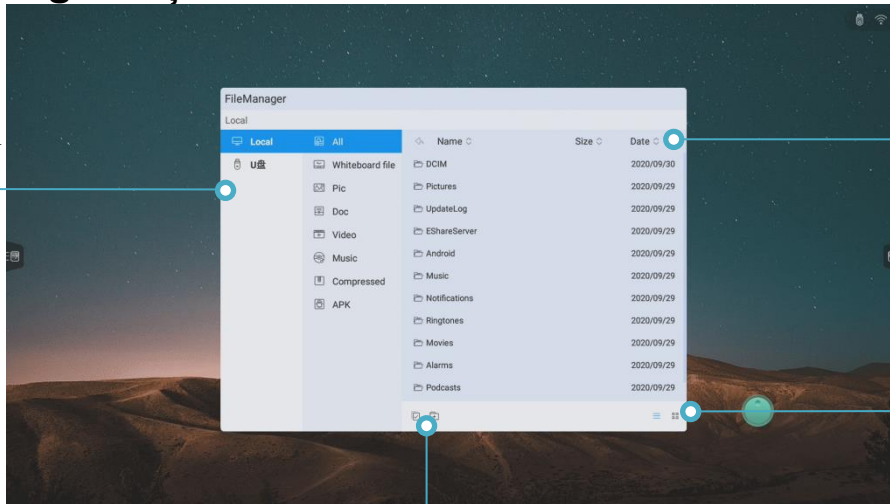 FileManager
Local
Local
U盘
All
Whiteboard file
Pic
Doc
Video
Music
Compressed
APK
Name
Size
Date
DCIM 2020/09/30
Pictures 2020/09/29
UpdateLog 2020/09/29
EShareServer 2020/09/29
Android 2020/09/29
Music 2020/09/29
Notifications 2020/09/29
Ringtones 2020/09/29
Movies 2020/09/29
Alarms 2020/09/29
Podcasts 2020/09/29